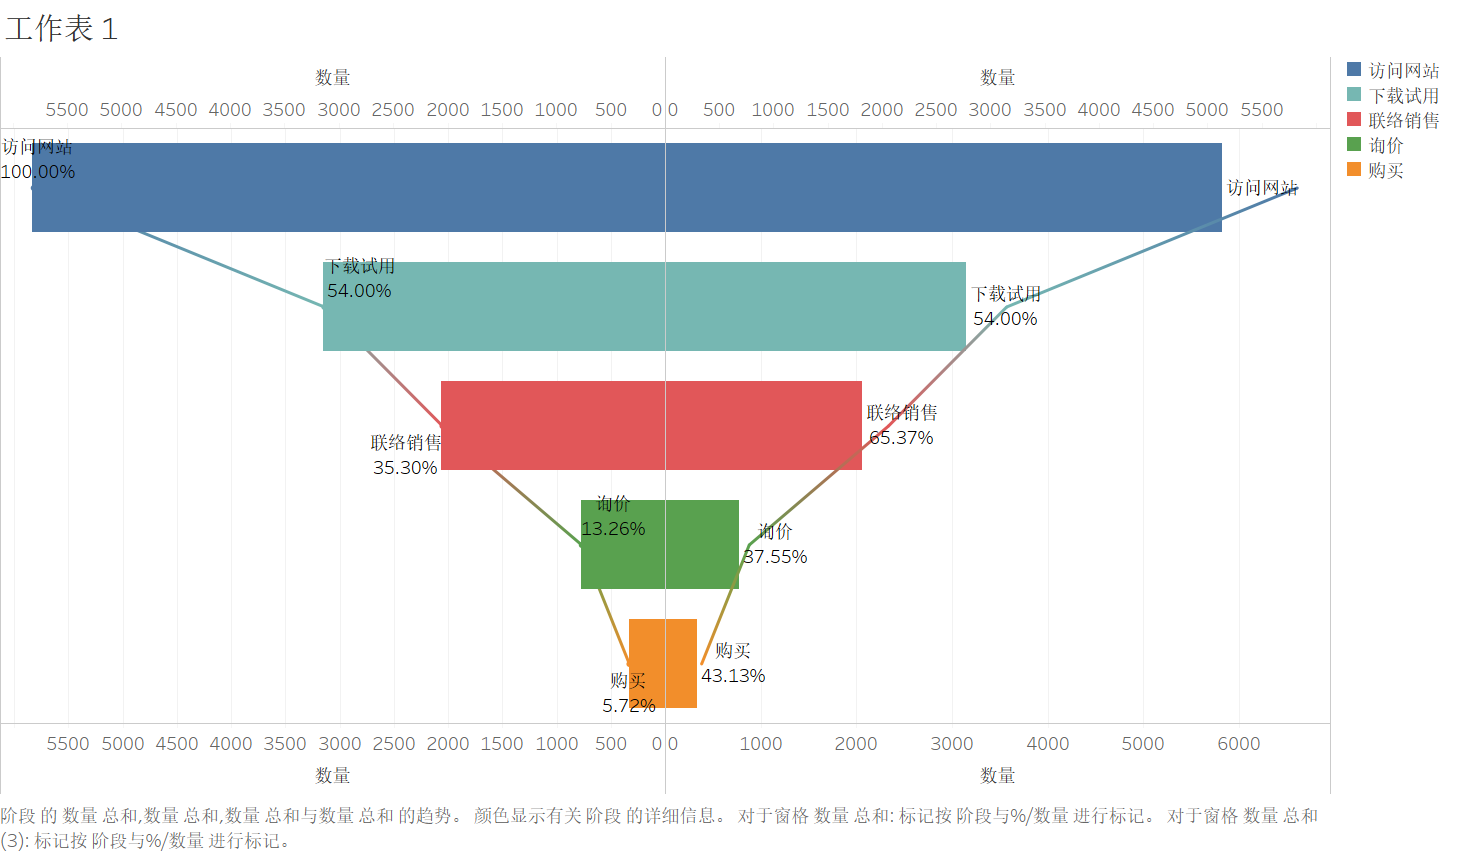 工作表 1
数量 数量
5500 5000 4500 4000 3500 3000 2500 2000 1500 1000 500 0 0 500 1000 1500 2000 2500 3000 3500 4000 4500 5000 5500
访问网站
下载试用
联络销售
询价
购买
访问网站
100.00%
访问网站
下载试用
54.00%
下载试用
54.00%
联络销售
35.30%
联络销售
65.37%
询价
13.26%
询价
37.55%
购买
5.72%
购买
43.13%
5500 5000 4500 4000 3500 3000 2500 2000 1500 1000 500 0 0 1000 2000 3000 4000 5000 6000
数量 数量
阶段 的 数量 总和,数量 总和,数量 总和与数量 总和 的趋势。 颜色显示有关 阶段 的详细信息。 对于窗格 数量 总和: 标记按 阶段与%/数量 进行标记。 对于窗格 数量 总和
(3): 标记按 阶段与%/数量 进行标记。